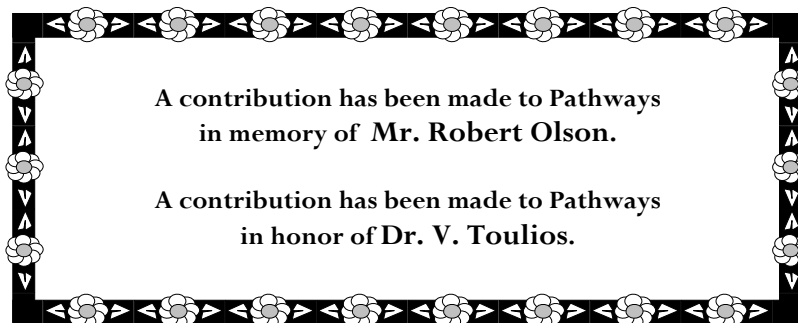 A contribution has been made to Pathways
in memory of Mr. Robert Olson.
A contribution has been made to Pathways
in honor of Dr. V. Toulios.